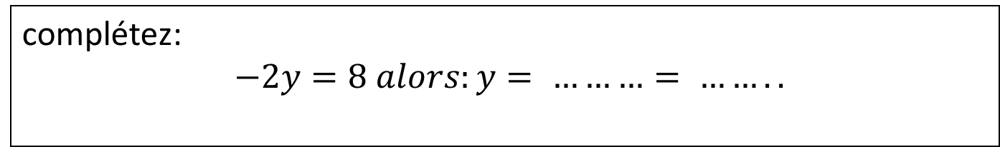 complétez:
−2y = 8 alors: y = ... ... ... = ... ... . .